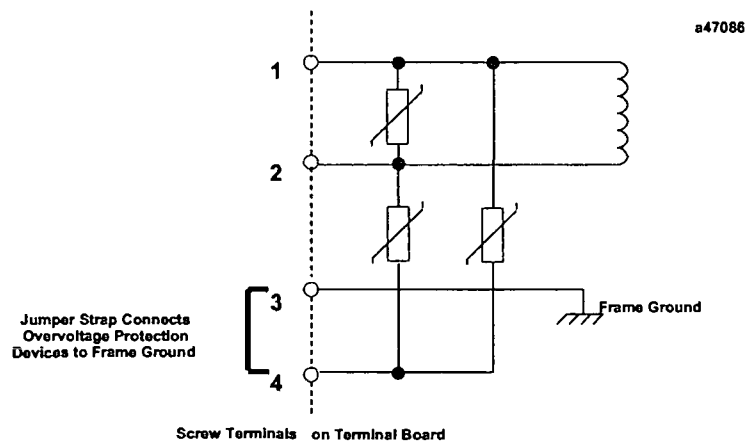 a47086
1
2
3
Frame Ground
Jumper Strap Connects
Overvoltage Protection
Devices to Frame Ground
4
Screw Terminals on Terminal Board